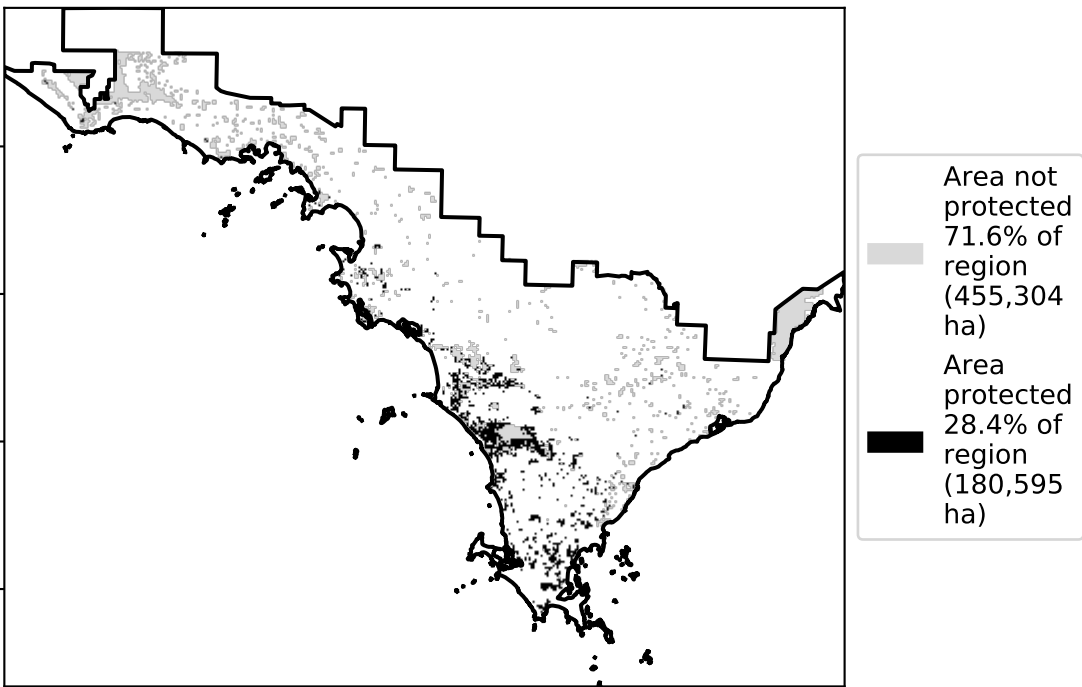 Area not
protected
71.6% of
region
(455,304
ha)
Area
protected
28.4% of
region
(180,595
ha)